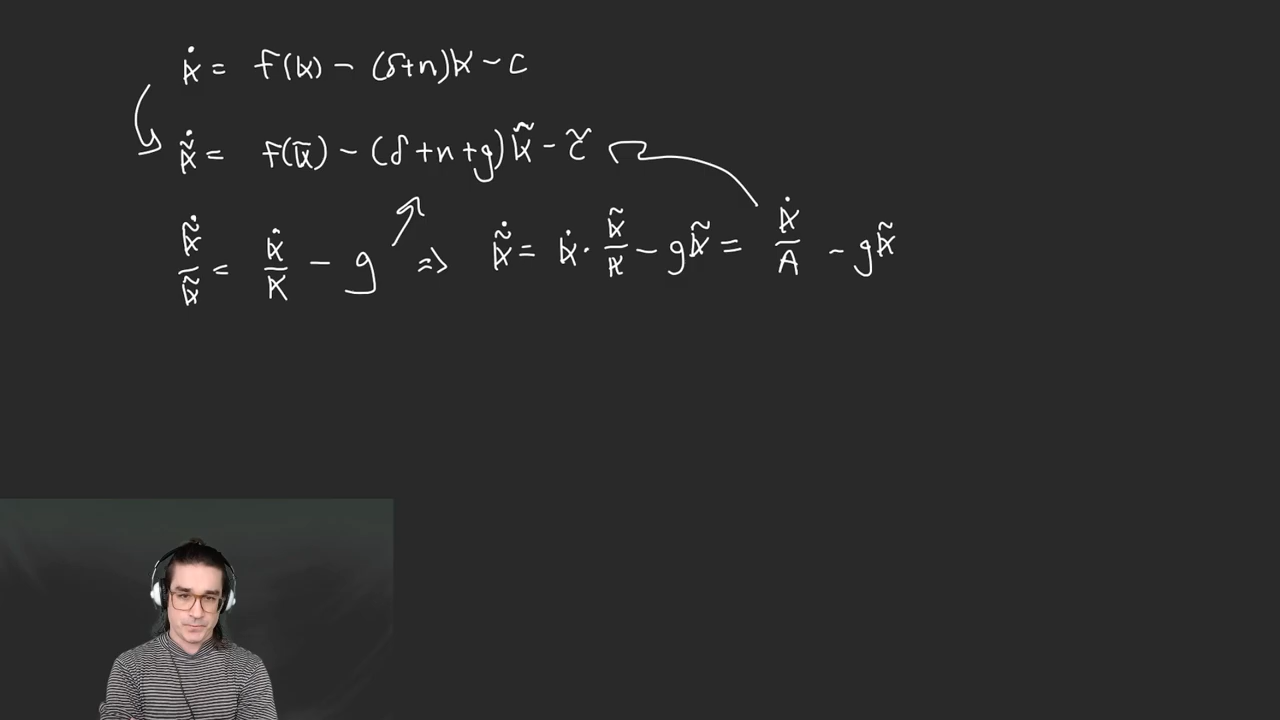 k̇ = f(k) − (δ+n)k − c
k̃̇ = f(k̃) − (δ+n+g)k̃ − c̃
k̃̇/k̃ = k̇/k − g ⇒ k̃̇ = k̇ · k̃/k − gk̃ = k̇/A − gk̃